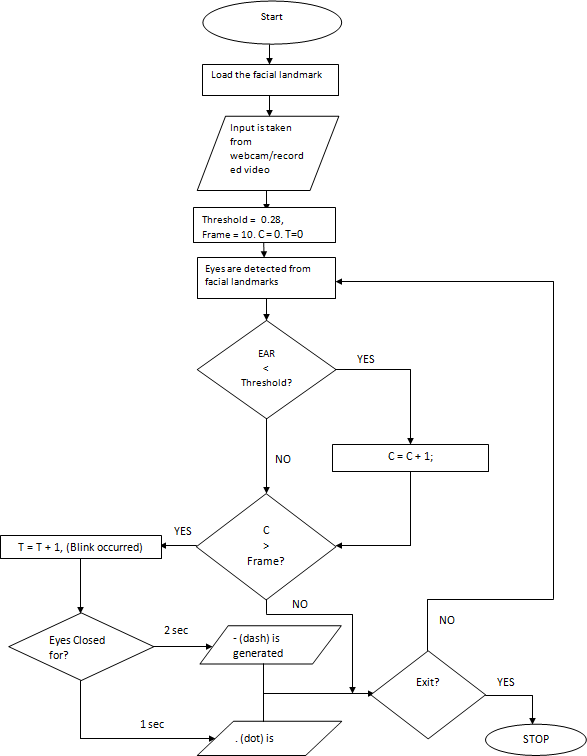 Start
Load the facial landmark
Input is taken
from
webcam/record
ed video
Threshold = 0.28,
Frame = 10. C = 0. T=0
Eyes are detected from
facial landmarks
EAR
<
Threshold?
YES
NO
C = C + 1;
C
>
Frame?
YES
T = T + 1, (Blink occurred)
NO
Eyes Closed
for?
2 sec
- (dash) is
generated
1 sec
. (dot) is
Exit?
NO
YES
STOP